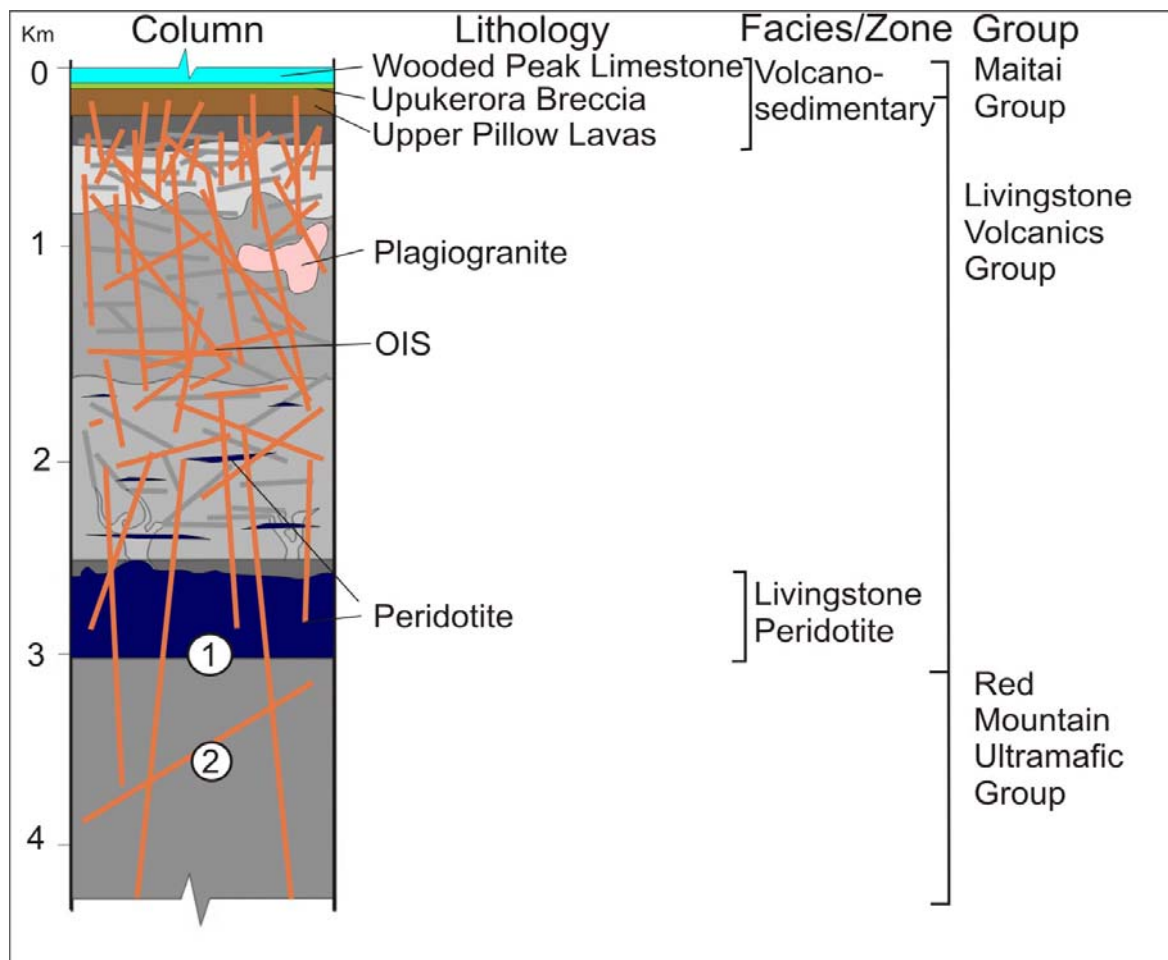 Km
Column
Lithology
Facies/Zone
Group
0
Wooded Peak Limestone
Upukerora Breccia
Upper Pillow Lavas
Volcano-
sedimentary
Maitai
Group
Livingstone
Volcanics
Group
1
Plagiogranite
OIS
2
Peridotite
Livingstone
Peridotite
3
1
Red
Mountain
Ultramafic
Group
2
4